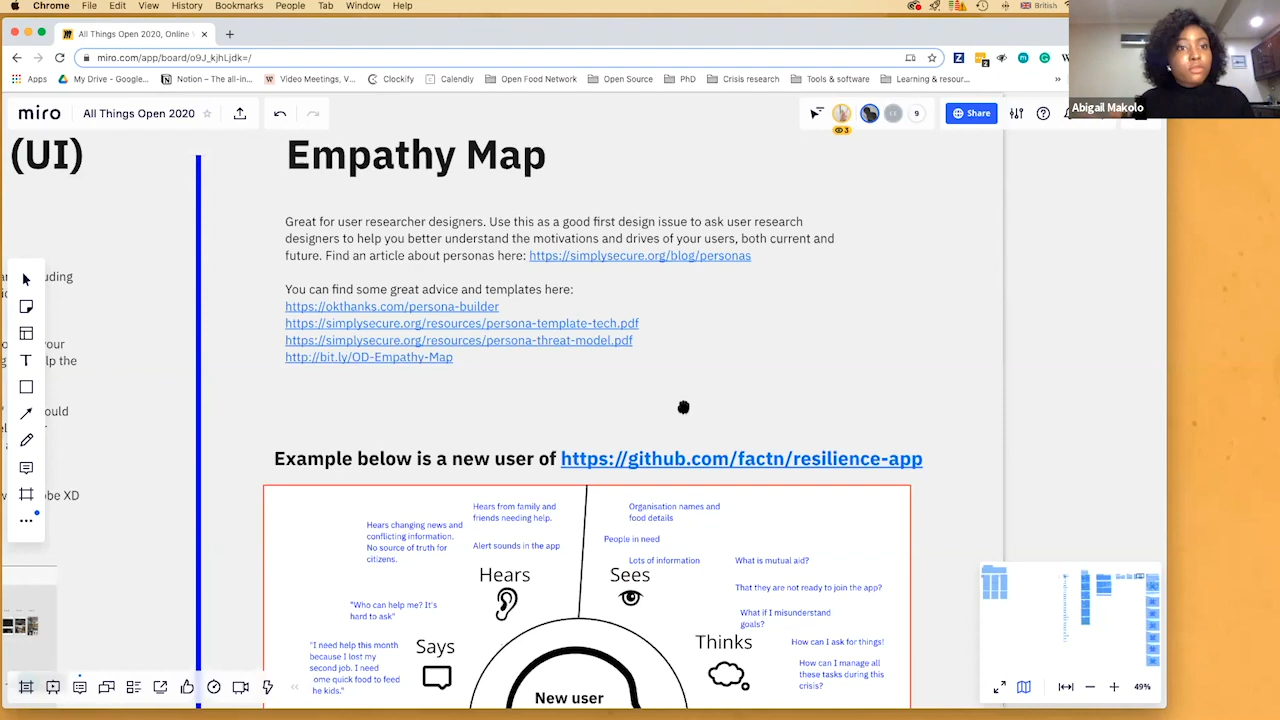 Chrome File Edit View History Bookmarks People Tab Window Help
British
All Things Open 2020, Online
miro.com/app/board/o9J_kjhLjdk=/
Apps My Drive - Google... Notion – The all-in... Video Meetings, V... Clockify Calendly Open Food Network Open Source PhD Crisis research Tools & software Learning & resour... »
Abigail Makolo
miro All Things Open 2020
9
Share
3
(UI)
Empathy Map
Great for user researcher designers. Use this as a good first design issue to ask user research
designers to help you better understand the motivations and drives of your users, both current and
future. Find an article about personas here: https://simplysecure.org/blog/personas
You can find some great advice and templates here:
https://okthanks.com/persona-builder
https://simplysecure.org/resources/persona-template-tech.pdf
https://simplysecure.org/resources/persona-threat-model.pdf
http://bit.ly/OD-Empathy-Map
Example below is a new user of https://github.com/factn/resilience-app
Hears from family and
friends needing help.
Hears changing news and
conflicting information.
No source of truth for
citizens.
Alert sounds in the app
Hears
"Who can help me? It's
hard to ask"
Says
"I need help this month
because I lost my
second job. I need
ome quick food to feed
he kids."
Organisation names and
food details
People in need
Lots of information
Sees
What is mutual aid?
That they are not ready to join the app?
What if I misunderstand
goals?
Thinks
How can I ask for things!
How can I manage all
these tasks during this
crisis?
New user
49%